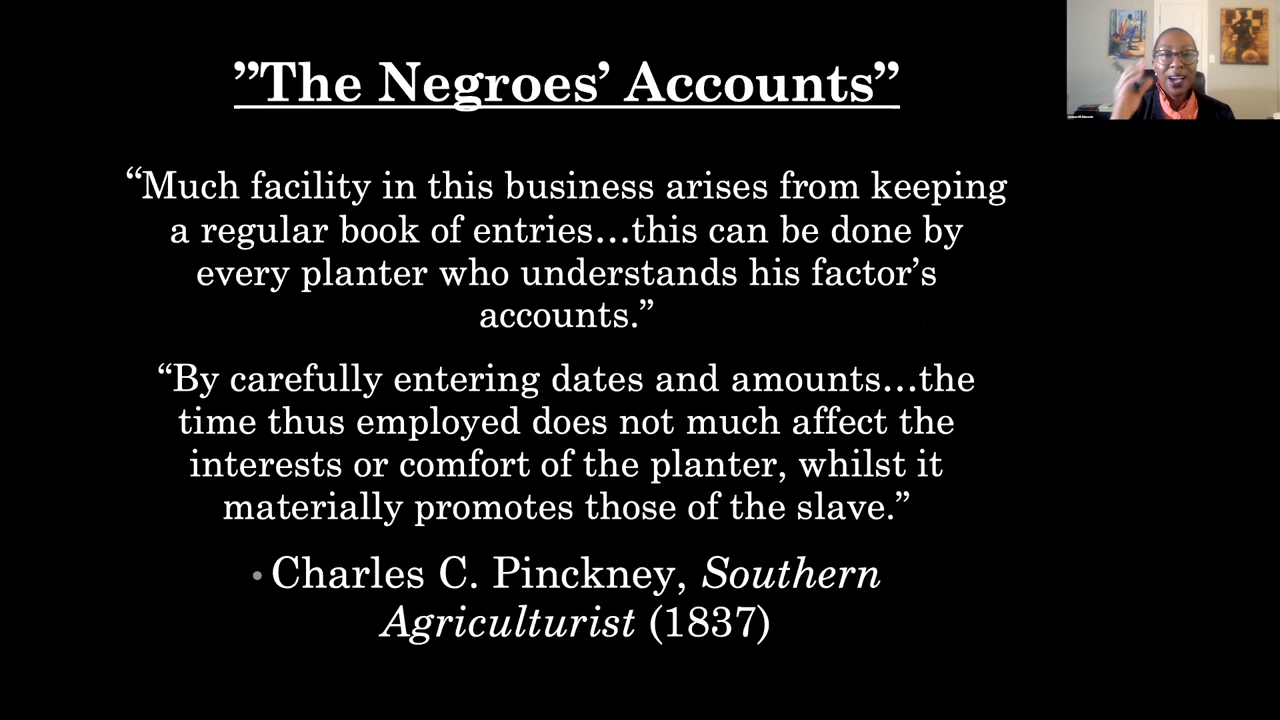 ”The Negroes’ Accounts”
“Much facility in this business arises from keeping
a regular book of entries…this can be done by
every planter who understands his factor’s
accounts.”
“By carefully entering dates and amounts…the
time thus employed does not much affect the
interests or comfort of the planter, whilst it
materially promotes those of the slave.”
• Charles C. Pinckney, Southern
Agriculturist (1837)